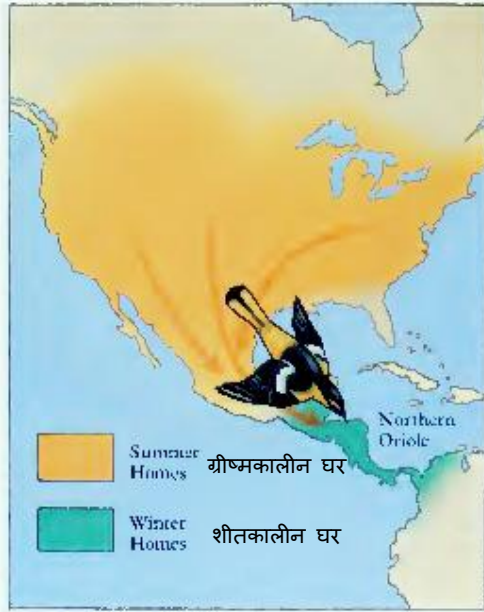 Northern
Oriole
Summer
Homes ग्रीष्मकालीन घर
Winter
Homes शीतकालीन घर